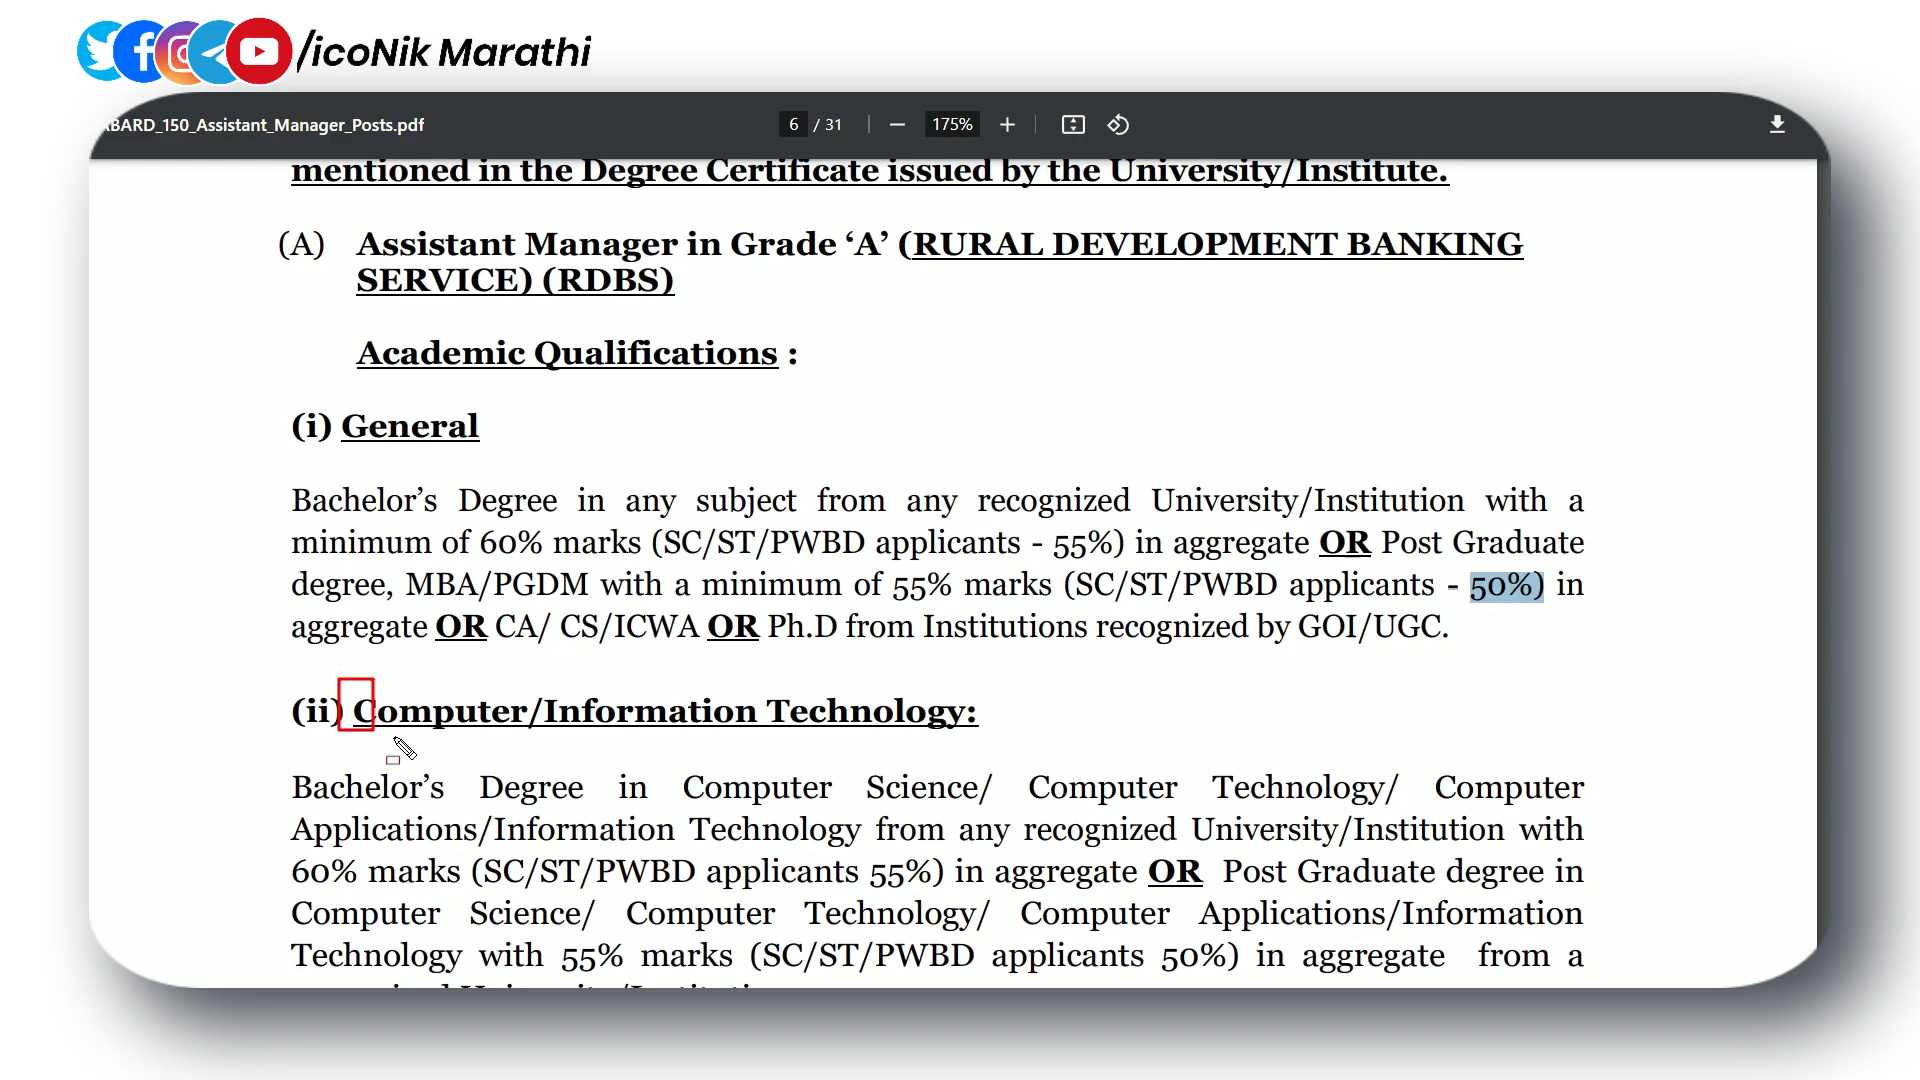 /icoNik Marathi
BARD_150_Assistant_Manager_Posts.pdf
6 / 31
175%
mentioned in the Degree Certificate issued by the University/Institute.
(A) Assistant Manager in Grade ‘A’ (RURAL DEVELOPMENT BANKING
SERVICE) (RDBS)
Academic Qualifications :
(i) General
Bachelor’s Degree in any subject from any recognized University/Institution with a
minimum of 60% marks (SC/ST/PWBD applicants - 55%) in aggregate OR Post Graduate
degree, MBA/PGDM with a minimum of 55% marks (SC/ST/PWBD applicants - 50%) in
aggregate OR CA/ CS/ICWA OR Ph.D from Institutions recognized by GOI/UGC.
(ii) Computer/Information Technology:
Bachelor’s Degree in Computer Science/ Computer Technology/ Computer
Applications/Information Technology from any recognized University/Institution with
60% marks (SC/ST/PWBD applicants 55%) in aggregate OR Post Graduate degree in
Computer Science/ Computer Technology/ Computer Applications/Information
Technology with 55% marks (SC/ST/PWBD applicants 50%) in aggregate from a